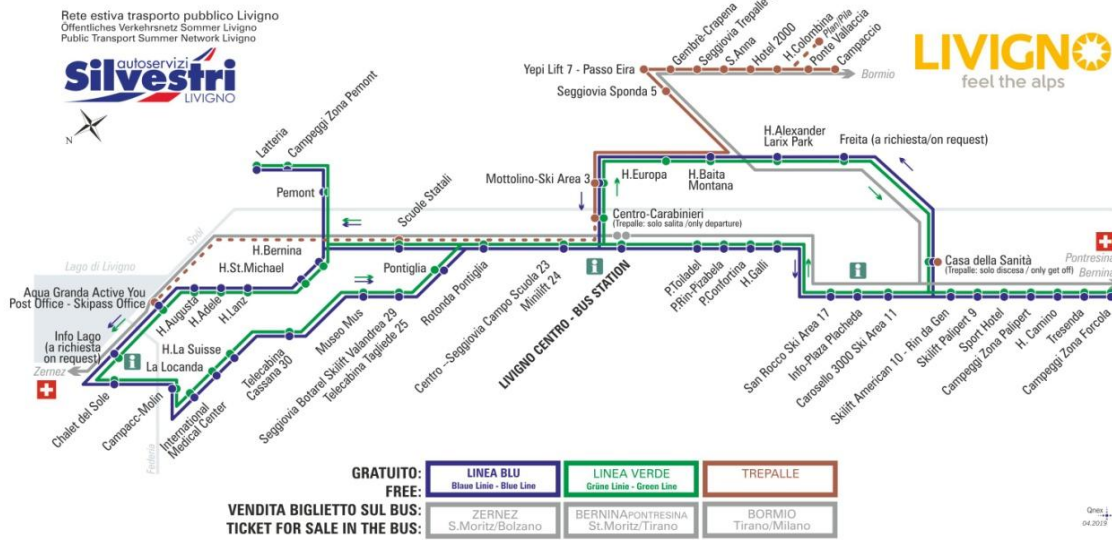 Rete estiva trasporto pubblico Livigno
Öffentliches Verkehrsnetz Sommer Livigno
Public Transport Summer Network Livigno
autoservizi
Silvestri
LIVIGNO
N
LIVIGNO
feel the alps
Yepi Lift 7 - Passo Eira
Seggiovia Sponda 5
Gembrè-Crapena
Seggiovia Trepalle
S.Anna
Hotel 2000
H.Colombina
Plan/Pila
Ponte Vallaccia
Campaccio
Bormio
Latteria
Campeggi Zona Pemont
Pemont
Scuole Statali
Mottolino-Ski Area 3
H.Europa
H.Baita
Montana
H.Alexander
Larix Park
Freita (a richiesta/on request)
Centro-Carabinieri
(Trepalle: solo salita /only departure)
Spöl
Lago di Livigno
H.Bernina
H.St.Michael
Pontiglia
Casa della Sanità
(Trepalle: solo discesa / only get off)
Pontresina
Bernina
Aqua Granda Active You
Post Office - Skipass Office
H.Augusta
H.Adele
H.Larice
Info Lago
(a richiesta
on request)
Zernez
H.La Suisse
La Locanda
Chalet del Sole
Campacc-Molin
Federia
International
Medical Center
Telecabina
Cassana 30
Museo Mus
Seggiovia Botarel Skilift Valandrea 29
Telecabina Tagliede 25
Rotonda Pontiglia
Centro –Seggiovia Campo Scuola 23
Minilift 24
LIVIGNO CENTRO - BUS STATION
P.Toiladel
P.Rin-Pizabela
P.Confortina
H.Galli
San Rocco Ski Area 17
Info-Plaza Placheda
Carosello 3000 Ski Area 11
Skilift American 10 - Rin da Gen
Skilift Palipert 9
Sport Hotel
Campeggi Zona Palipert
H. Camino
Tresenda
Campeggi Zona Forcola
GRATUITO:
FREE:
LINEA BLU
Blaue Linie - Blue Line
LINEA VERDE
Grüne Linie - Green Line
TREPALLE
VENDITA BIGLIETTO SUL BUS:
TICKET FOR SALE IN THE BUS:
ZERNEZ
S.Moritz/Bolzano
BERNINA PONTRESINA
St.Moritz/Tirano
BORMIO
Tirano/Milano
Qnex
04.2019